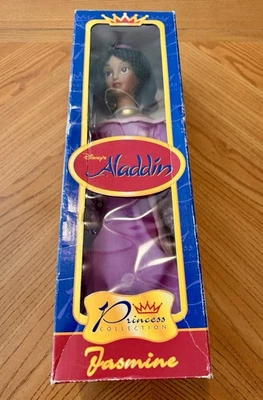 Disney's
Aladdin
Princess
COLLECTION
Jasmine